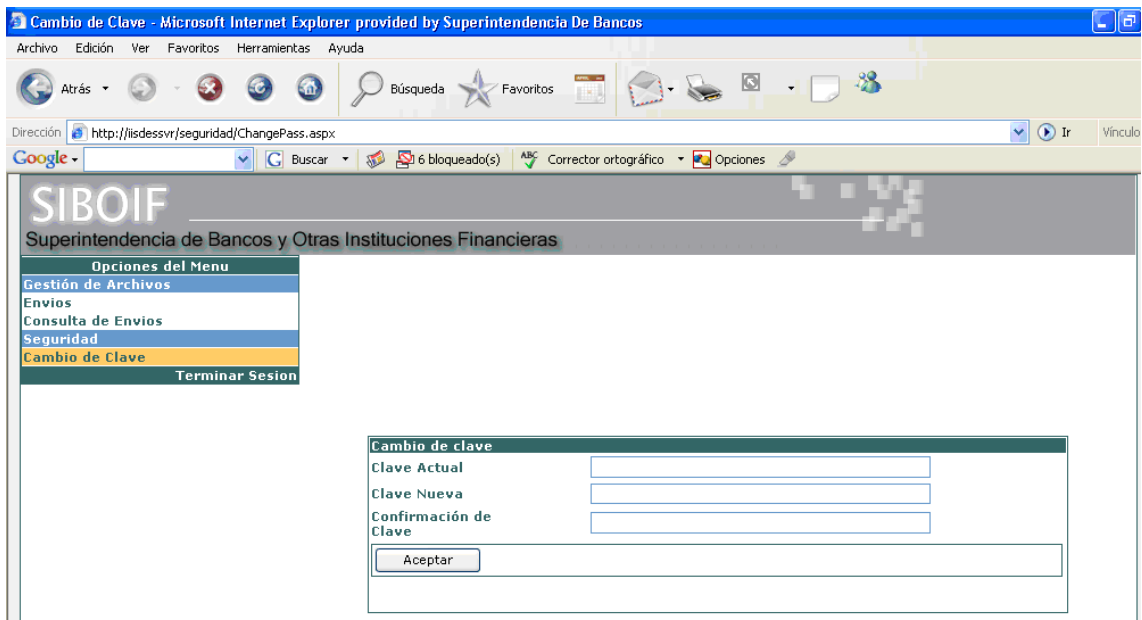 Cambio de Clave - Microsoft Internet Explorer provided by Superintendencia De Bancos
Archivo Edición Ver Favoritos Herramientas Ayuda
Atrás Búsqueda Favoritos
Dirección http://iisdessvr/seguridad/ChangePass.aspx Ir Vínculo
Google Buscar 6 bloqueado(s) ABC Corrector ortográfico Opciones
SIBOIF
Superintendencia de Bancos y Otras Instituciones Financieras
Opciones del Menu
Gestión de Archivos
Envios
Consulta de Envios
Seguridad
Cambio de Clave
Terminar Sesion
Cambio de clave
Clave Actual
Clave Nueva
Confirmación de
Clave
Aceptar